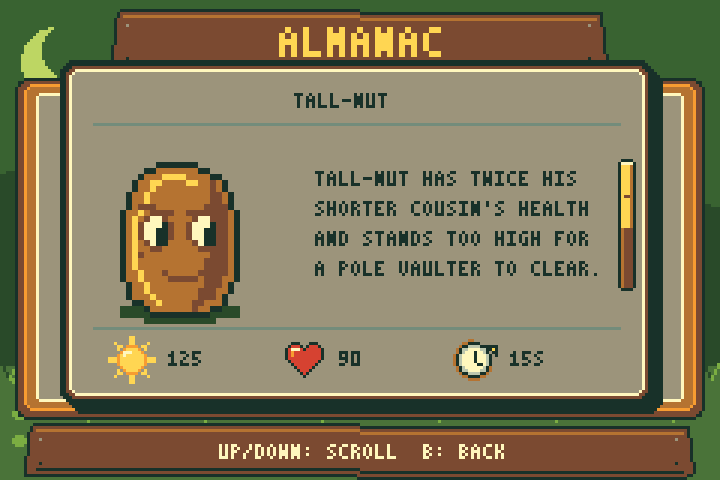 ALMANAC
TALL-NUT
TALL-NUT HAS TWICE HIS
SHORTER COUSIN'S HEALTH
AND STANDS TOO HIGH FOR
A POLE VAULTER TO CLEAR.
125
90
15S
UP/DOWN: SCROLL B: BACK